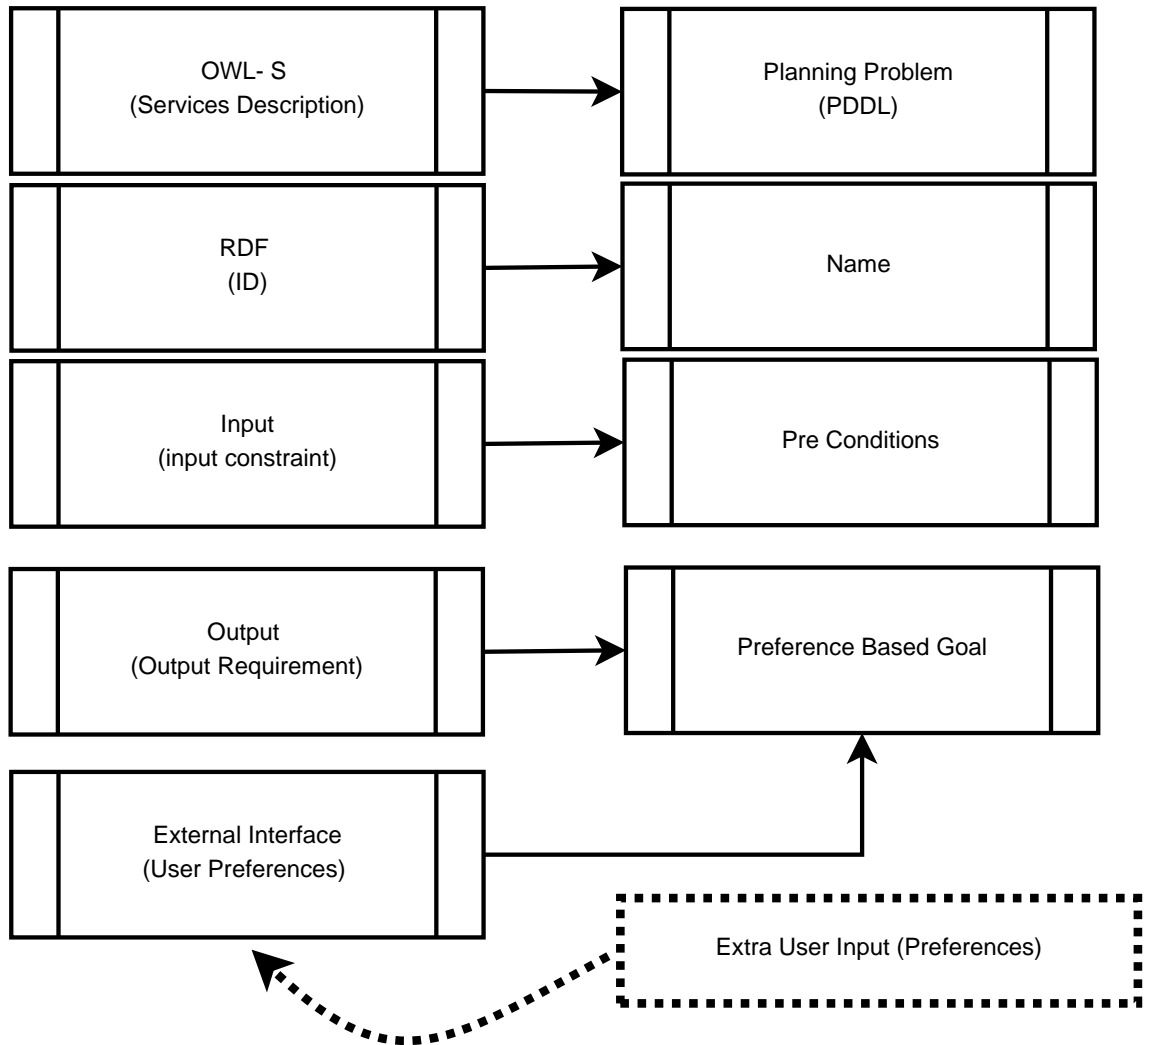 OWL- S
(Services Description)
Planning Problem
(PDDL)
RDF
(ID)
Name
Input
(input constraint)
Pre Conditions
Output
(Output Requirement)
Preference Based Goal
External Interface
(User Preferences)
Extra User Input (Preferences)